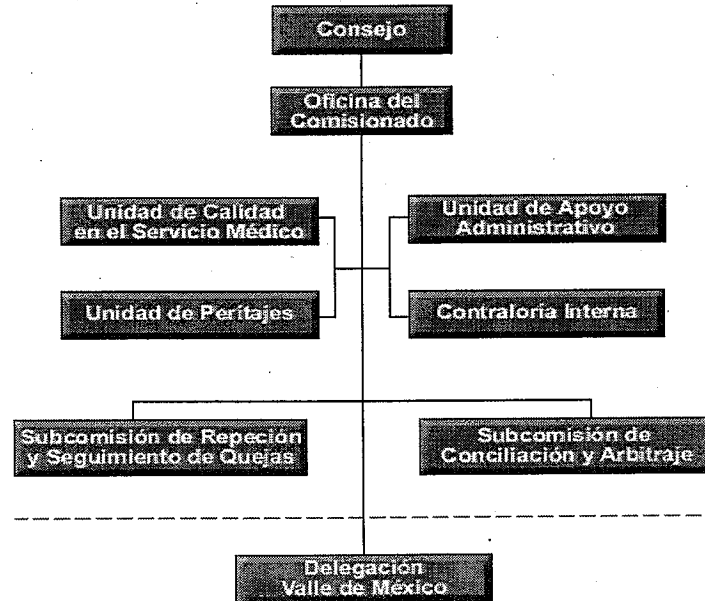 Consejo
Oficina del
Comisionado
Unidad de Calidad
en el Servicio Médico
Unidad de Apoyo
Administrativo
Unidad de Peritajes
Contraloría Interna
Subcomisión de Repeción
y Seguimiento de Quejas
Subcomisión de
Conciliación y Arbitraje
Delegación
Valle de México